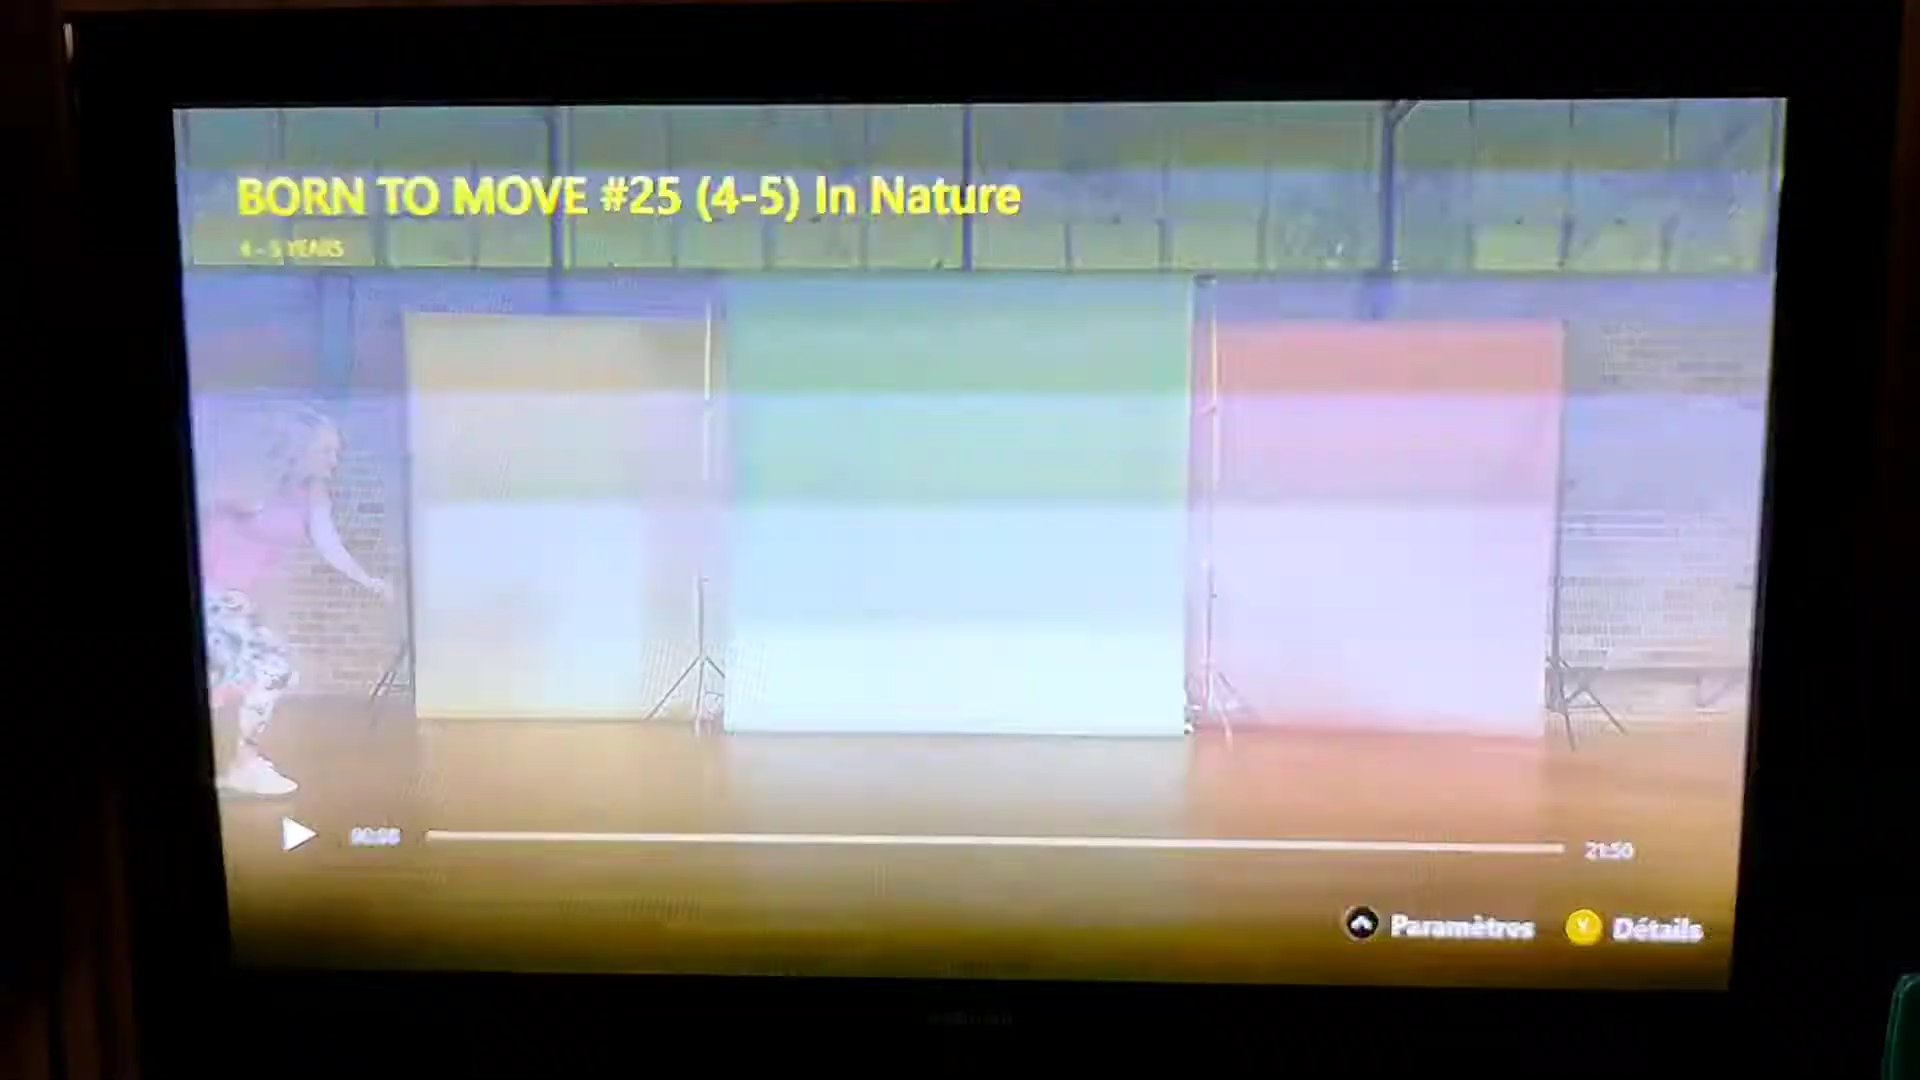 BORN TO MOVE #25 (4-5) In Nature
4 - 5 YEARS
21:50
Paramètres
Y Détails